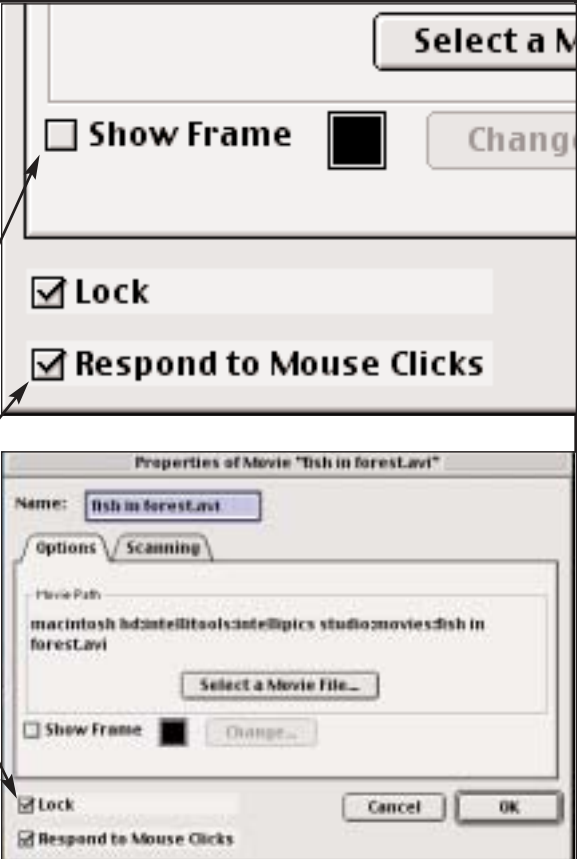 Select a M
Show Frame
Chang
Lock
Respond to Mouse Clicks
Properties of Movie "fish in forest.avi"
Name: fish in forest.avi
Options Scanning
Movie Path
macintosh hd:intellitools:intellipics studio:movies:fish in
forest.avi
Select a Movie File...
Show Frame Change...
Lock Cancel OK
Respond to Mouse Clicks